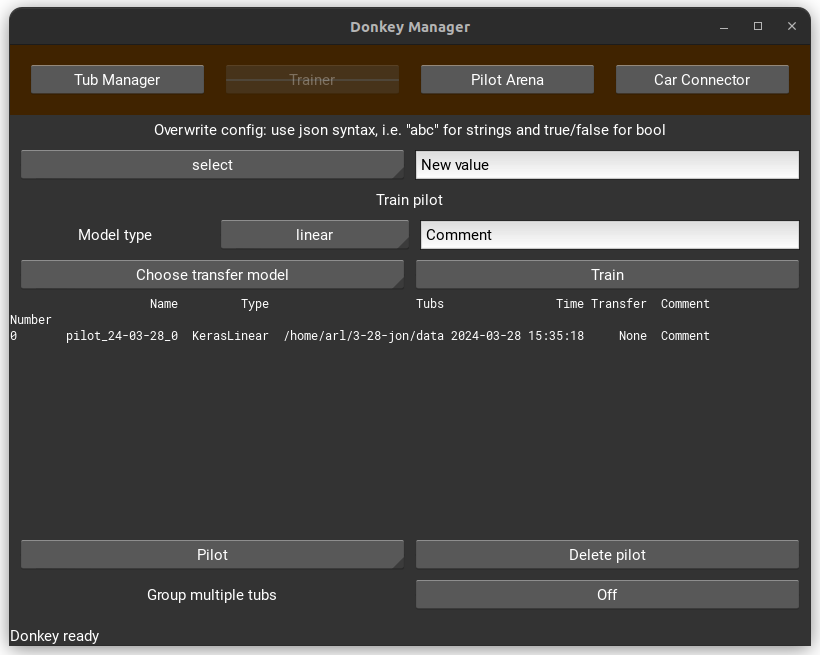 Donkey Manager
Tub Manager Trainer Pilot Arena Car Connector
Overwrite config: use json syntax, i.e. "abc" for strings and true/false for bool
select New value
Train pilot
Model type linear Comment
Choose transfer model Train
Name Type Tubs Time Transfer Comment
Number
0 pilot_24-03-28_0 KerasLinear /home/arl/3-28-jon/data 2024-03-28 15:35:18 None Comment
Pilot Delete pilot
Group multiple tubs Off
Donkey ready